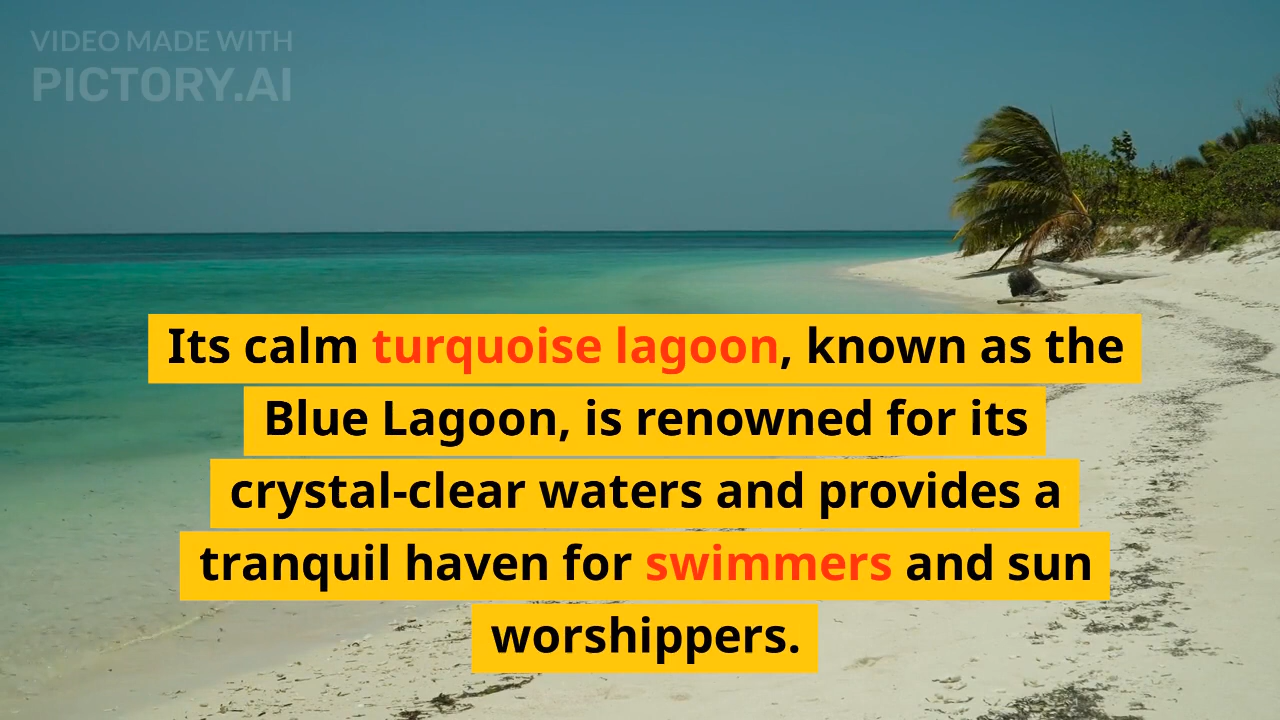 VIDEO MADE WITH
PICTORY.AI
Its calm turquoise lagoon, known as the
Blue Lagoon, is renowned for its
crystal-clear waters and provides a
tranquil haven for swimmers and sun
worshippers.